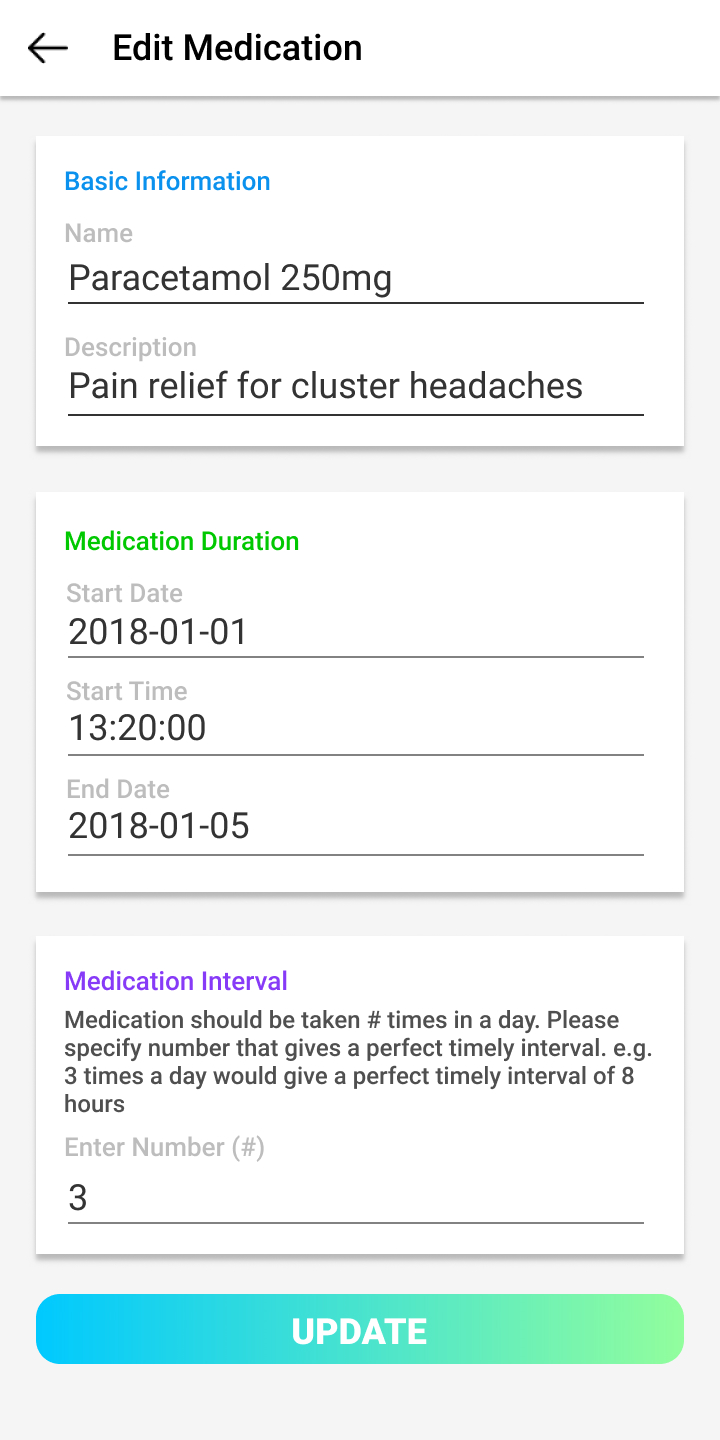 Edit Medication
Basic Information
Name
Paracetamol 250mg
Description
Pain relief for cluster headaches
Medication Duration
Start Date
2018-01-01
Start Time
13:20:00
End Date
2018-01-05
Medication Interval
Medication should be taken # times in a day. Please
specify number that gives a perfect timely interval. e.g.
3 times a day would give a perfect timely interval of 8
hours
Enter Number (#)
3
UPDATE